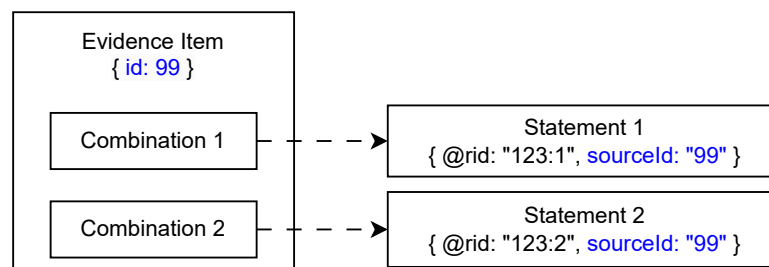 Evidence Item
{ id: 99 }
Combination 1
Statement 1
{ @rid: "123:1", sourceId: "99" }
Combination 2
Statement 2
{ @rid: "123:2", sourceId: "99" }